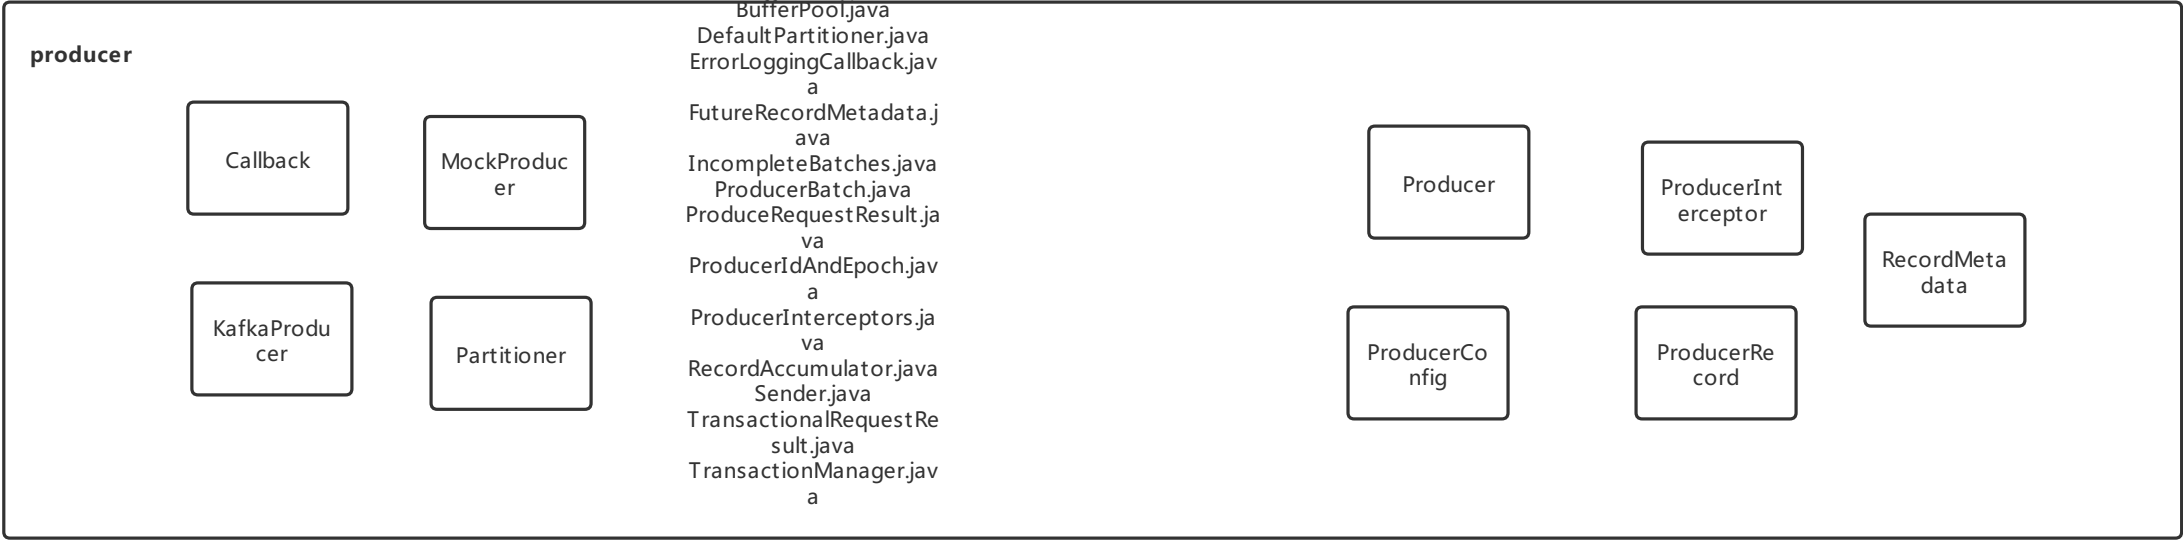 producer
Callback
MockProduc
er
KafkaProdu
cer
Partitioner
BufferPool.java
DefaultPartitioner.java
ErrorLoggingCallback.jav
a
FutureRecordMetadata.j
ava
IncompleteBatches.java
ProducerBatch.java
ProduceRequestResult.ja
va
ProducerIdAndEpoch.jav
a
ProducerInterceptors.ja
va
RecordAccumulator.java
Sender.java
TransactionalRequestRe
sult.java
TransactionManager.jav
a
Producer
ProducerInt
erceptor
RecordMeta
data
ProducerCo
nfig
ProducerRe
cord